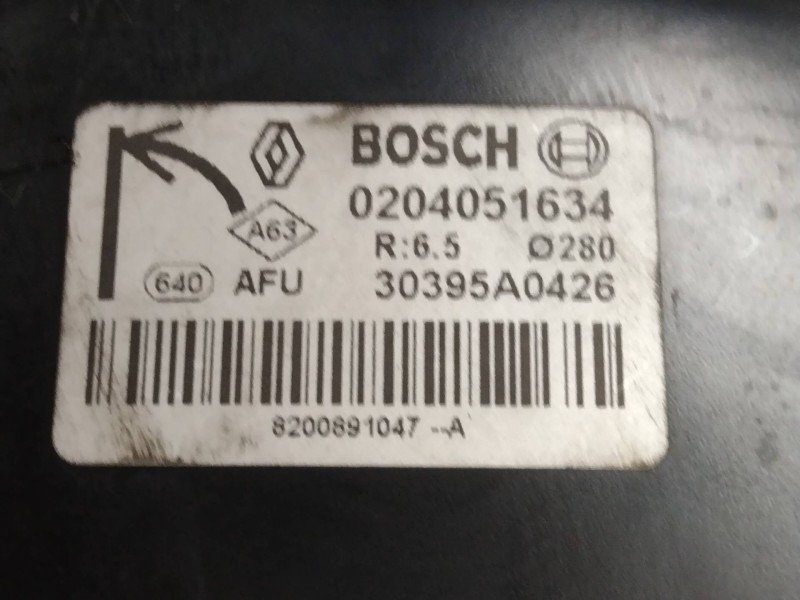 BOSCH
0204051634
A63
R:6.5 Ø280
640 AFU 30395A0426
8200891047--A